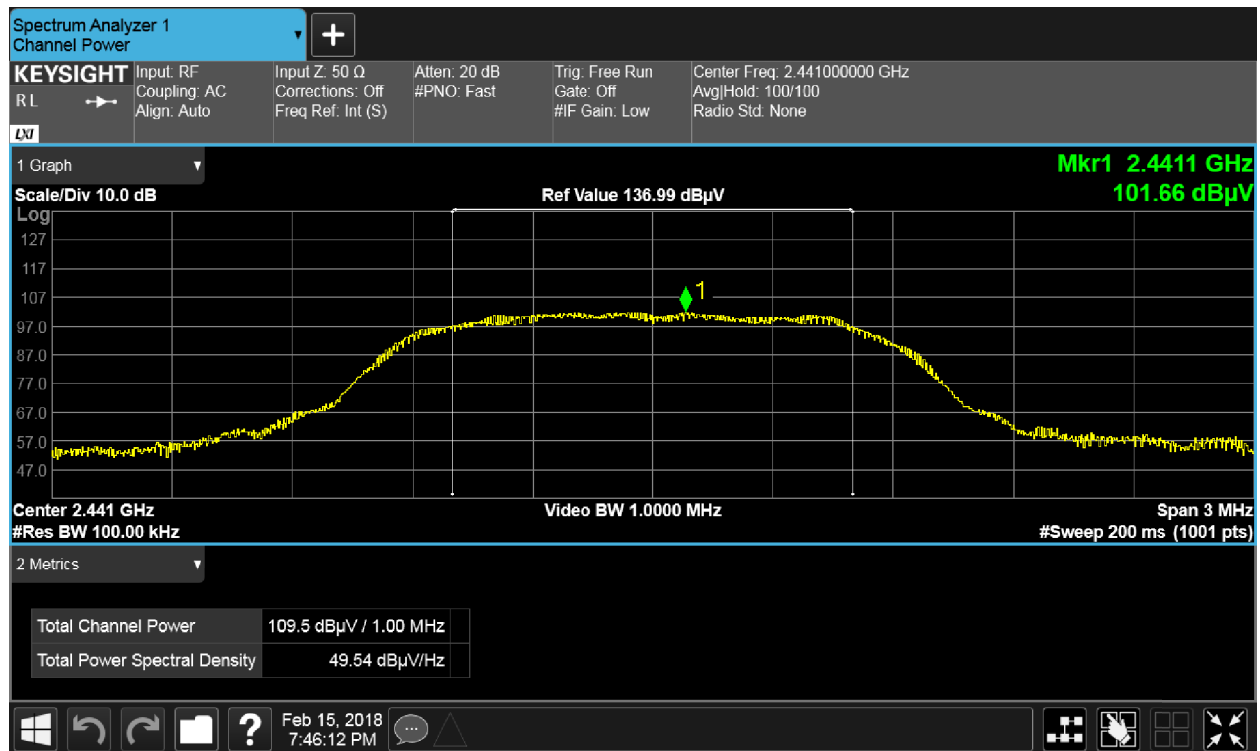 Spectrum Analyzer 1
Channel Power
+
KEYSIGHT
R L
LXI
Input: RF
Coupling: AC
Align: Auto
Input Z: 50 Ω
Corrections: Off
Freq Ref: Int (S)
Atten: 20 dB
#PNO: Fast
Trig: Free Run
Gate: Off
#IF Gain: Low
Center Freq: 2.441000000 GHz
Avg|Hold: 100/100
Radio Std: None
1 Graph
Mkr1 2.4411 GHz
101.66 dBµV
Scale/Div 10.0 dB
Ref Value 136.99 dBµV
Log
127
117
107
97.0
87.0
77.0
67.0
57.0
47.0
1
Center 2.441 GHz
Video BW 1.0000 MHz
Span 3 MHz
#Res BW 100.00 kHz
#Sweep 200 ms (1001 pts)
2 Metrics
Total Channel Power 109.5 dBµV / 1.00 MHz
Total Power Spectral Density 49.54 dBµV/Hz
?
Feb 15, 2018
7:46:12 PM